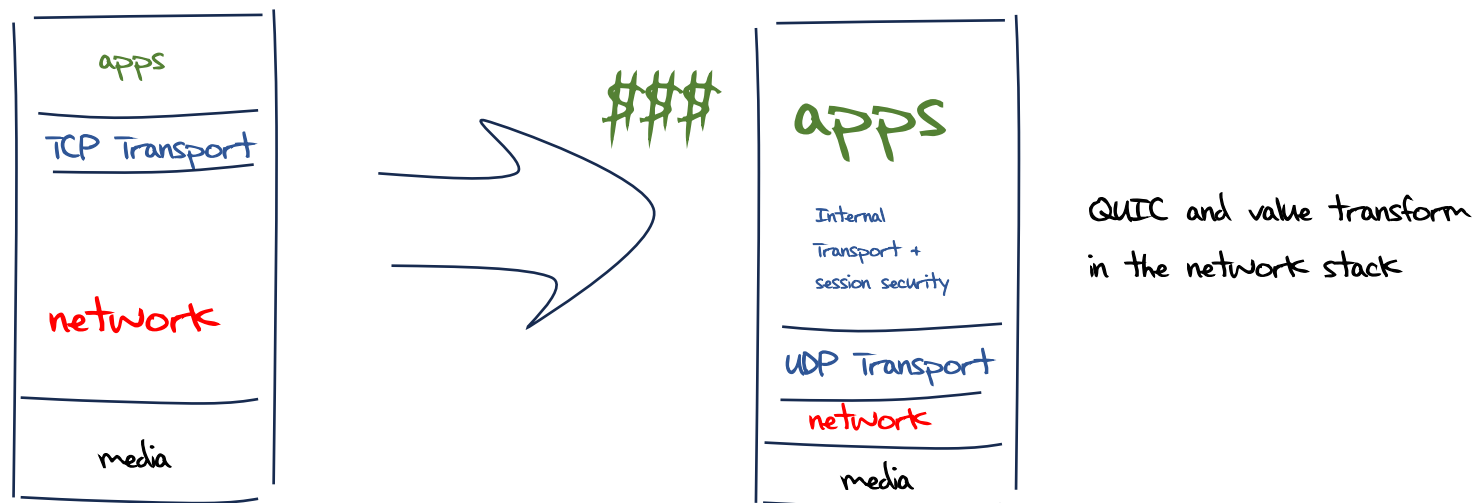 apps
TCP Transport
network
media
$$$
apps
Internal
Transport +
session security
UDP Transport
network
media
QUIC and value transform
in the network stack